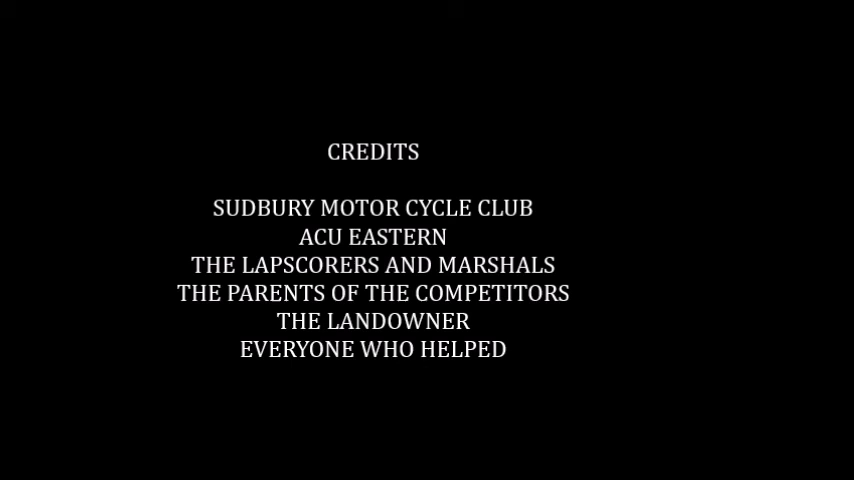 CREDITS
SUDBURY MOTOR CYCLE CLUB
ACU EASTERN
THE LAPSCORERS AND MARSHALS
THE PARENTS OF THE COMPETITORS
THE LANDOWNER
EVERYONE WHO HELPED